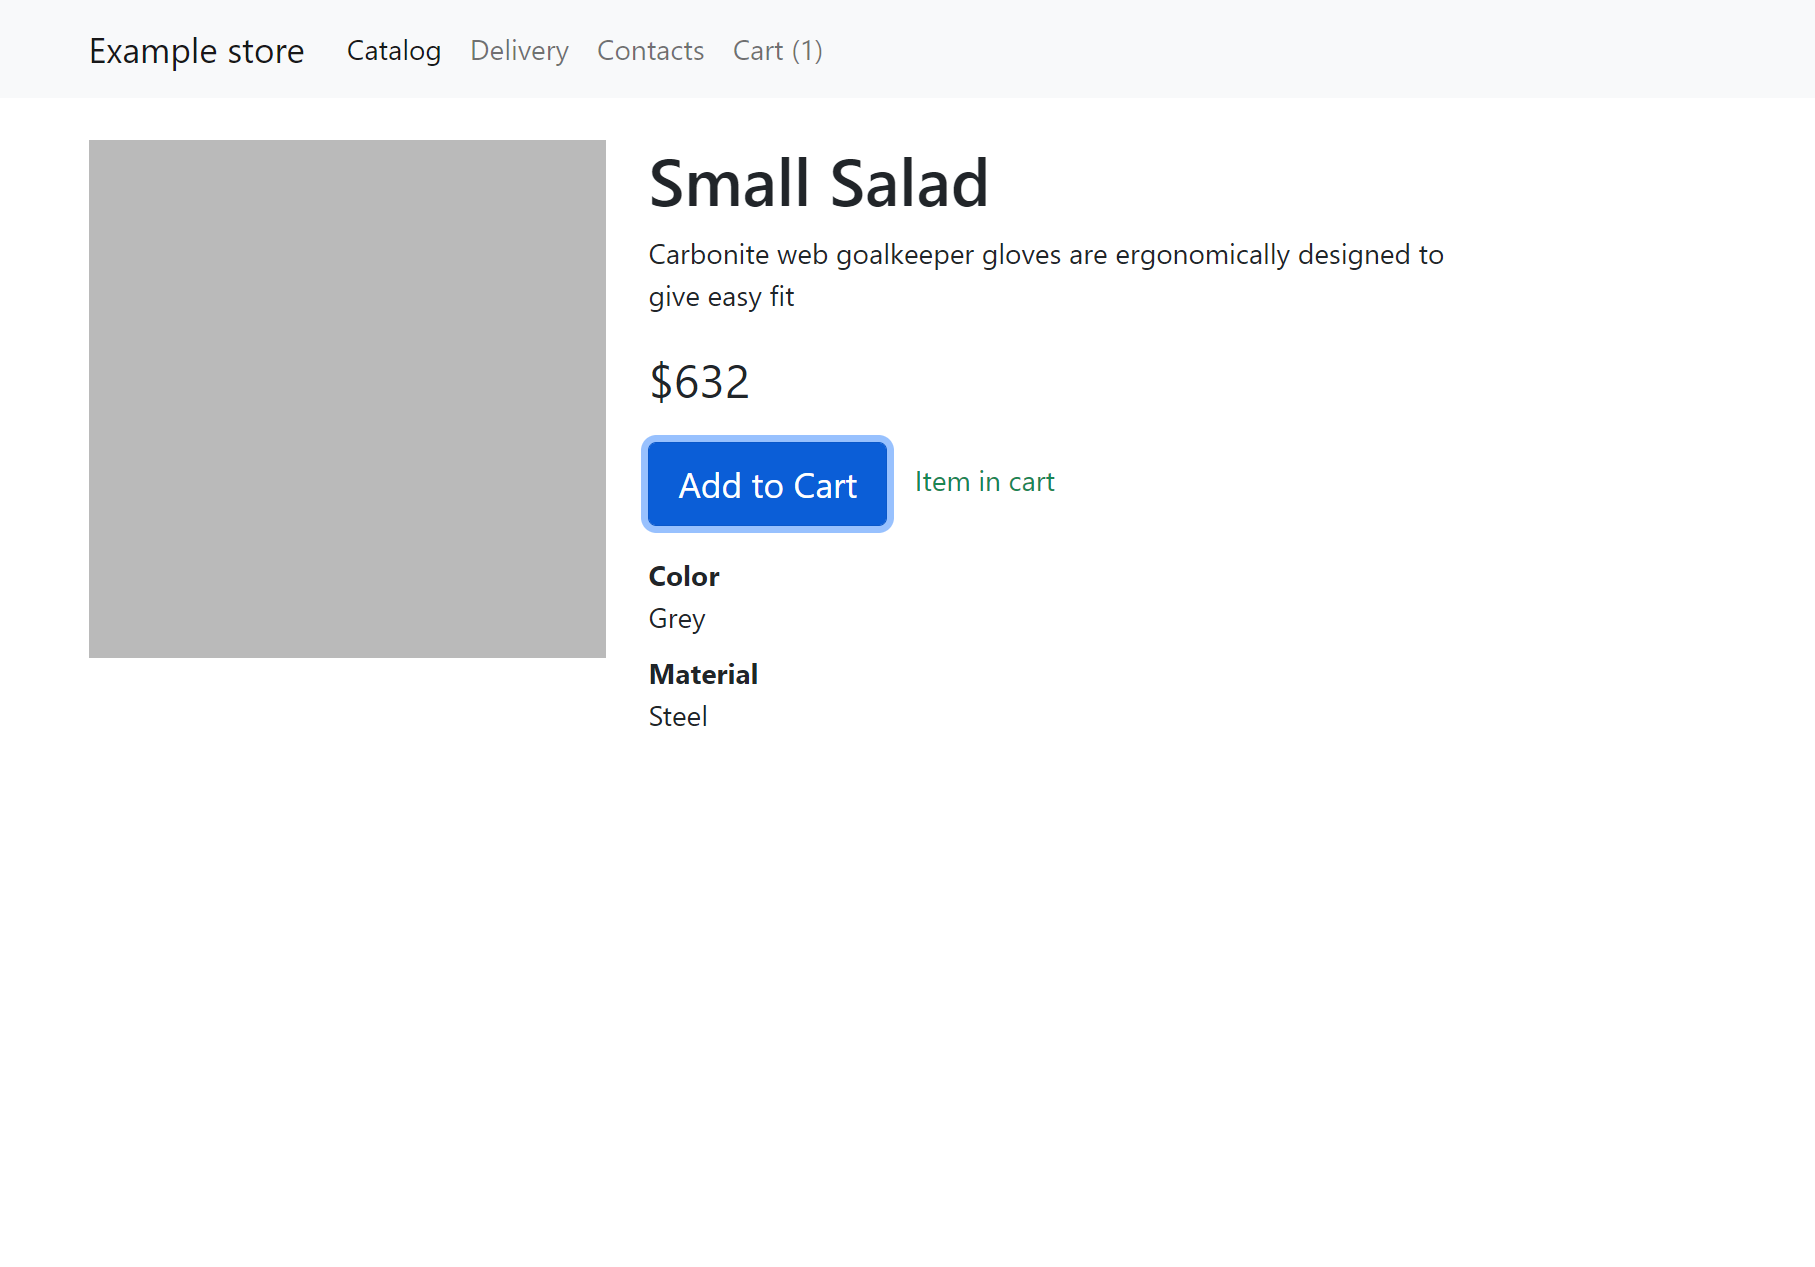 Example store Catalog Delivery Contacts Cart (1)
Small Salad
Carbonite web goalkeeper gloves are ergonomically designed to
give easy fit
$632
Add to Cart Item in cart
Color
Grey
Material
Steel